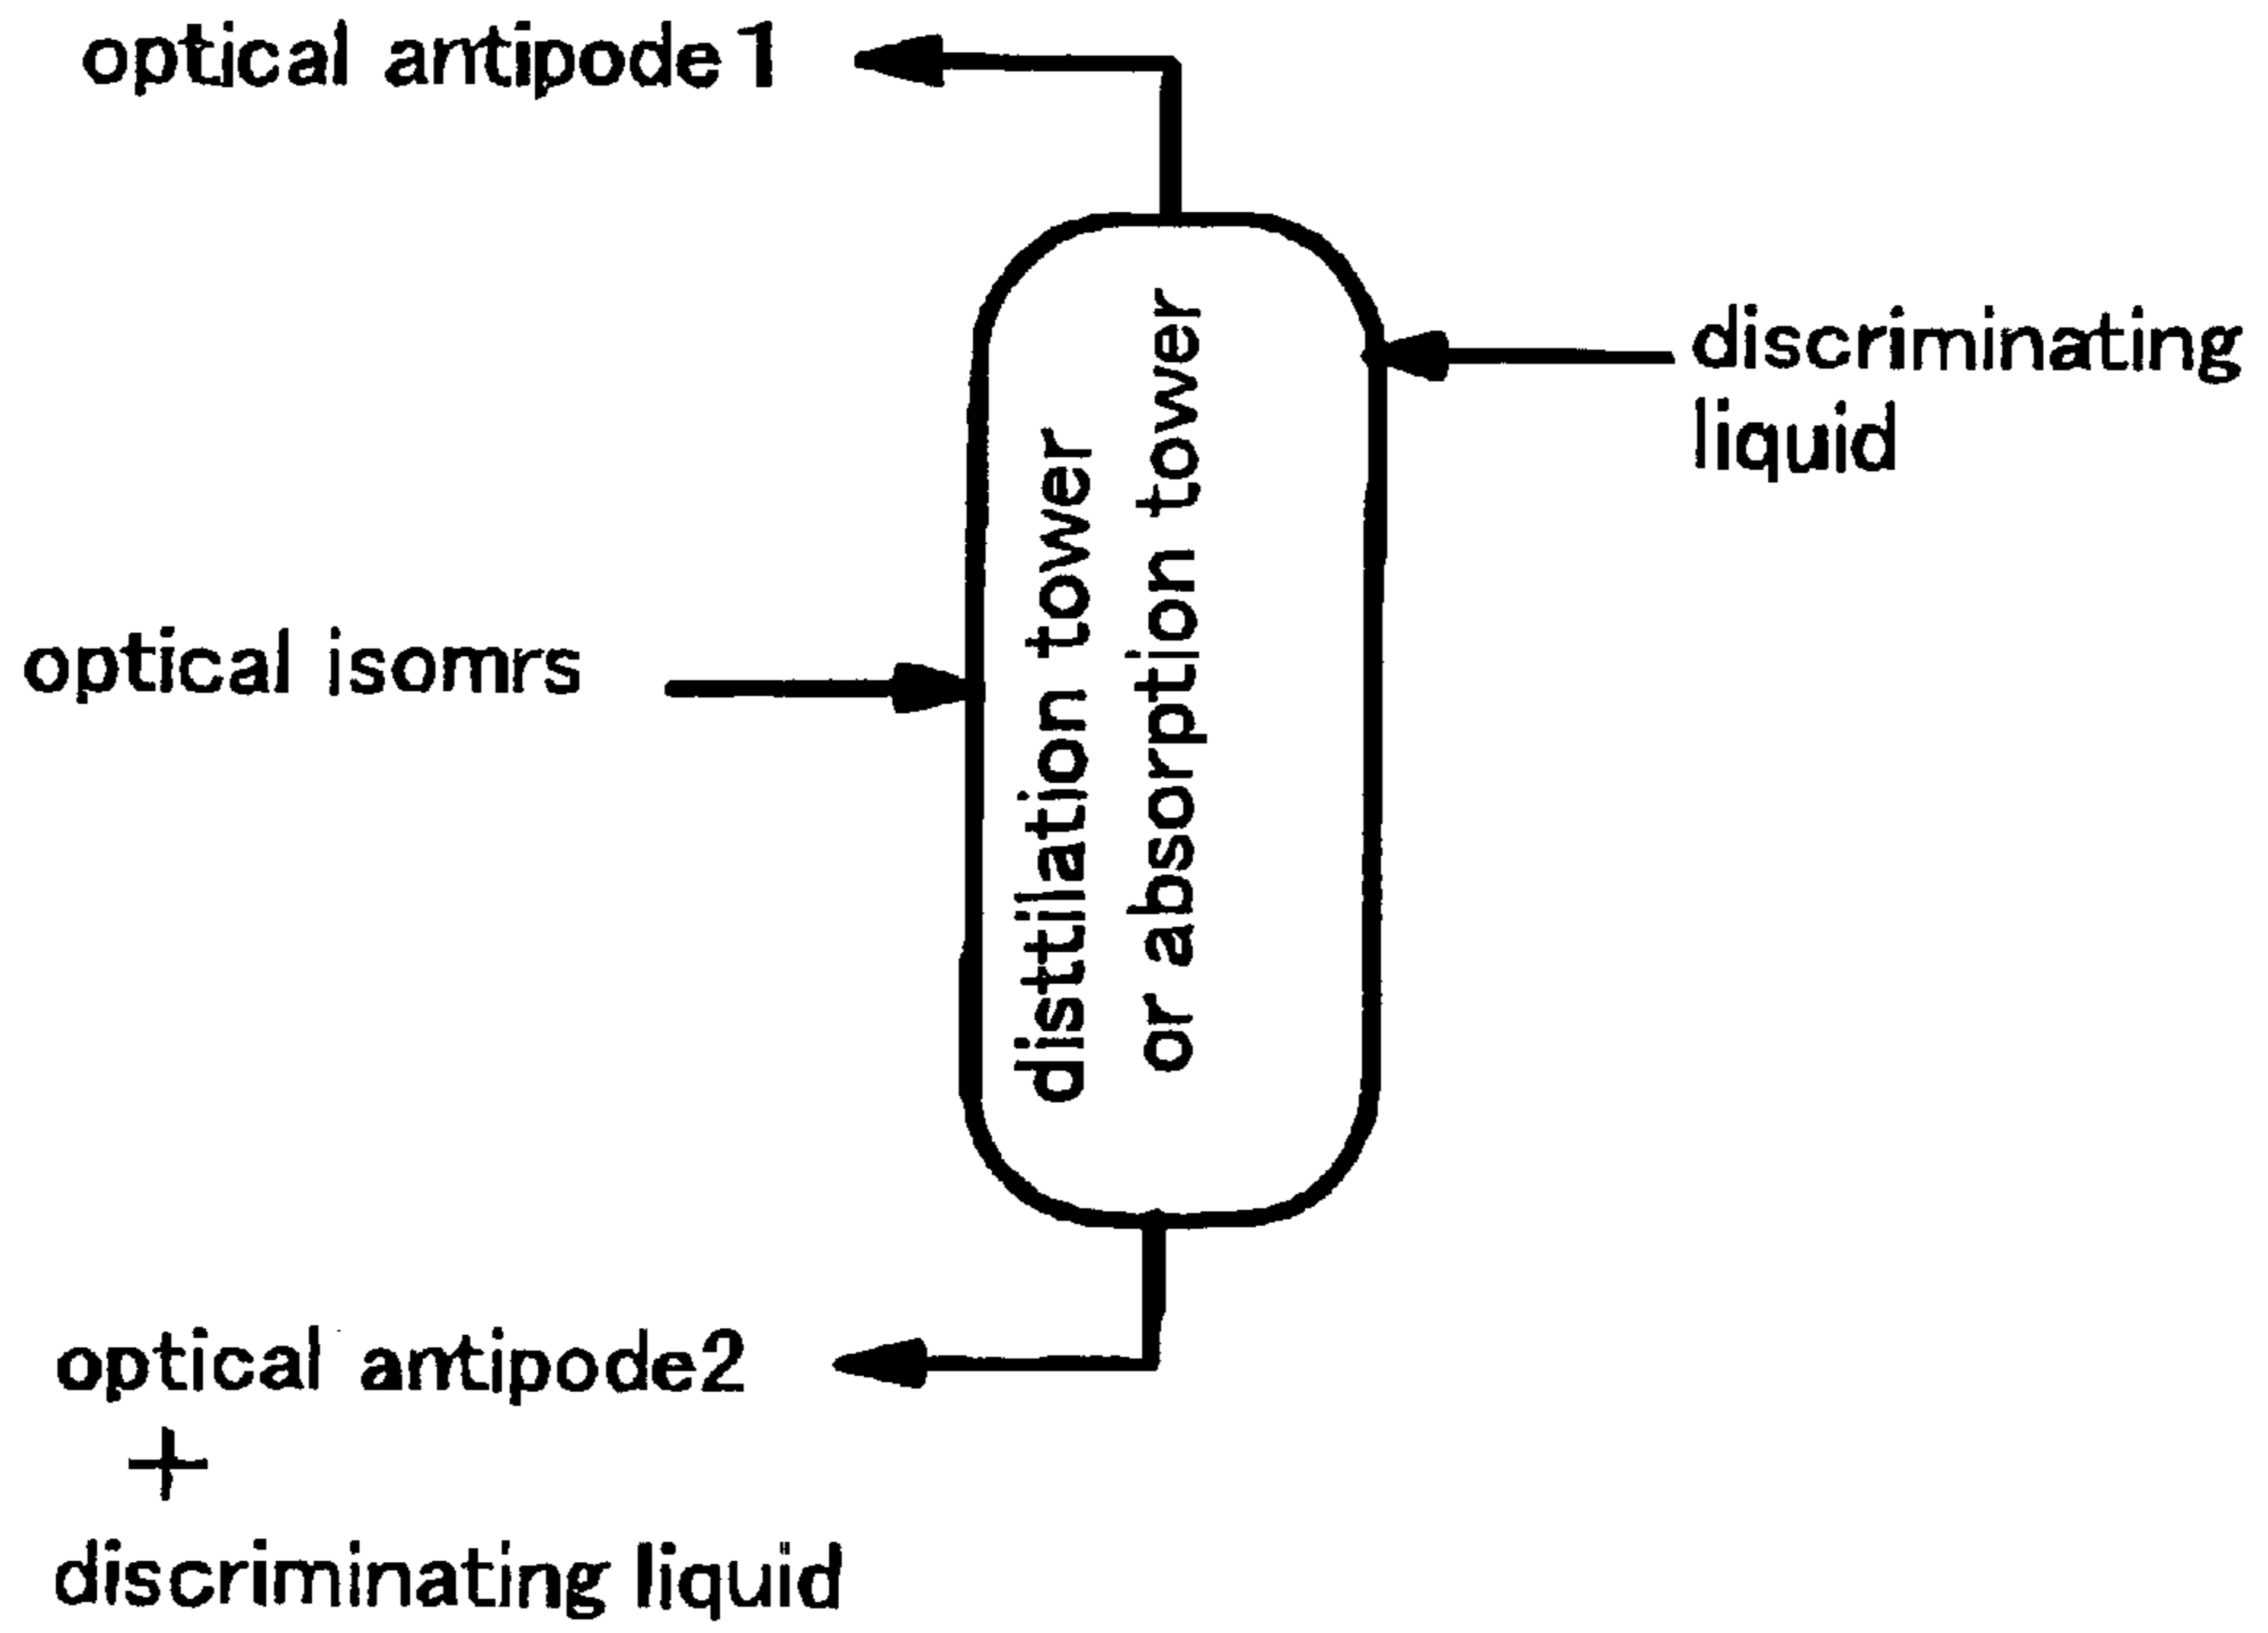 optical antipode1
discriminating
liquid
optical isomrs
disttilation tower
or absorption tower
optical antipode2
+
discriminating liquid